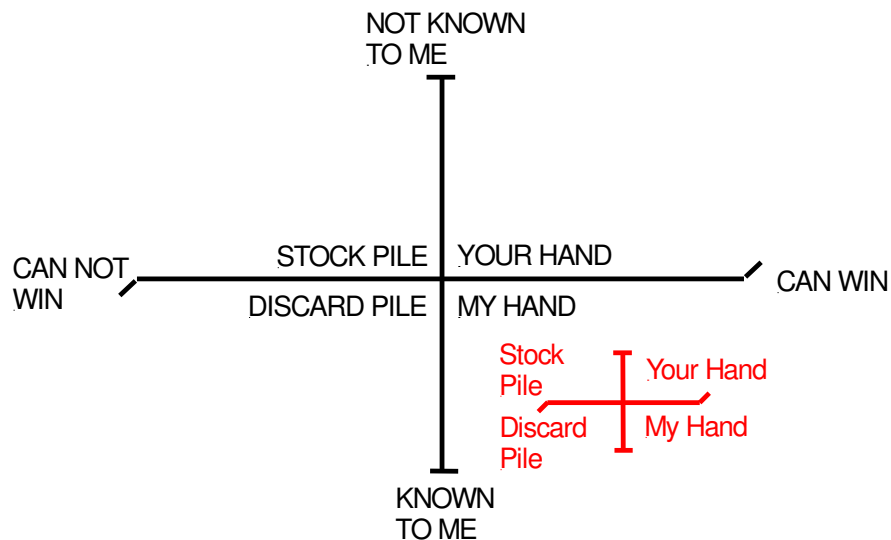 NOT KNOWN
TO ME
STOCK PILE
YOUR HAND
CAN NOT
WIN
CAN WIN
DISCARD PILE
MY HAND
Stock
Pile
Your Hand
Discard
Pile
My Hand
KNOWN
TO ME